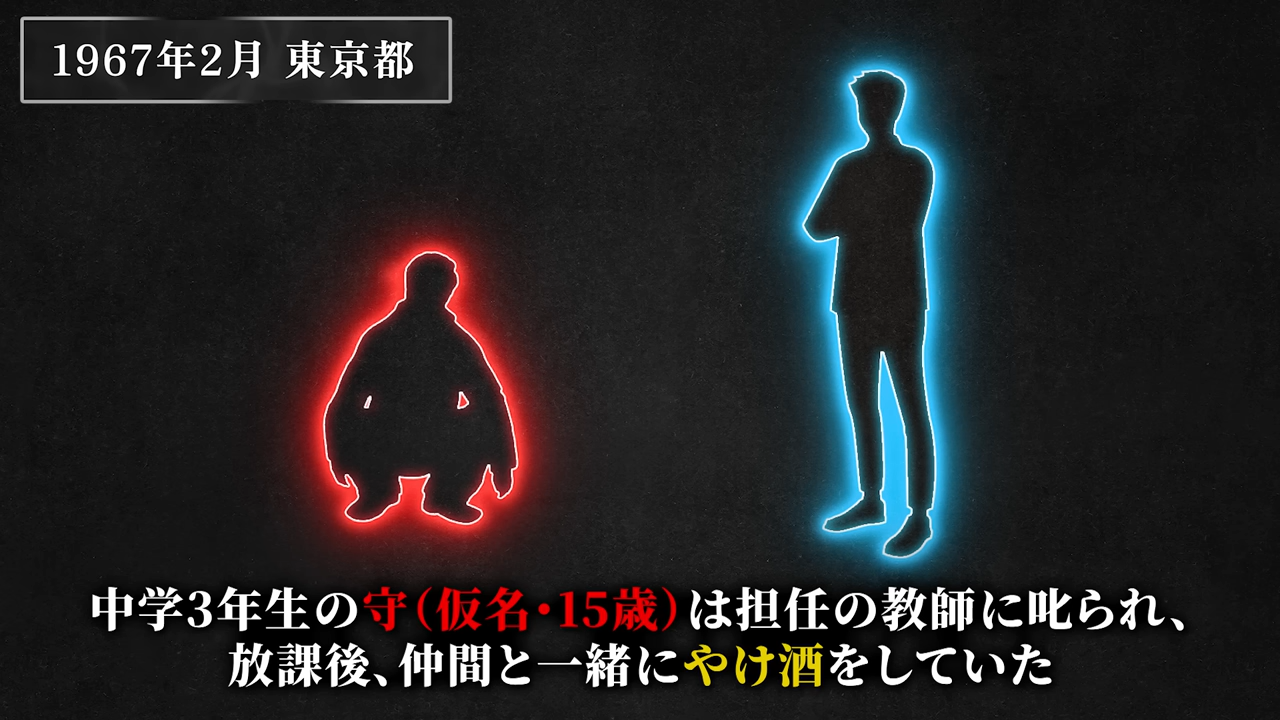 1967年2月 東京都
中学3年生の守（仮名・15歳）は担任の教師に叱られ、
放課後、仲間と一緒にやけ酒をしていた